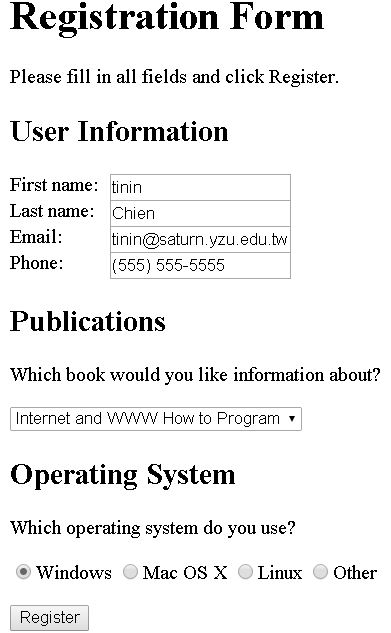 Registration Form
Please fill in all fields and click Register.
User Information
First name: tinin
Last name: Chien
Email: tinin@saturn.yzu.edu.tw
Phone: (555) 555-5555
Publications
Which book would you like information about?
Internet and WWW How to Program
Operating System
Which operating system do you use?
Windows Mac OS X Linux Other
Register